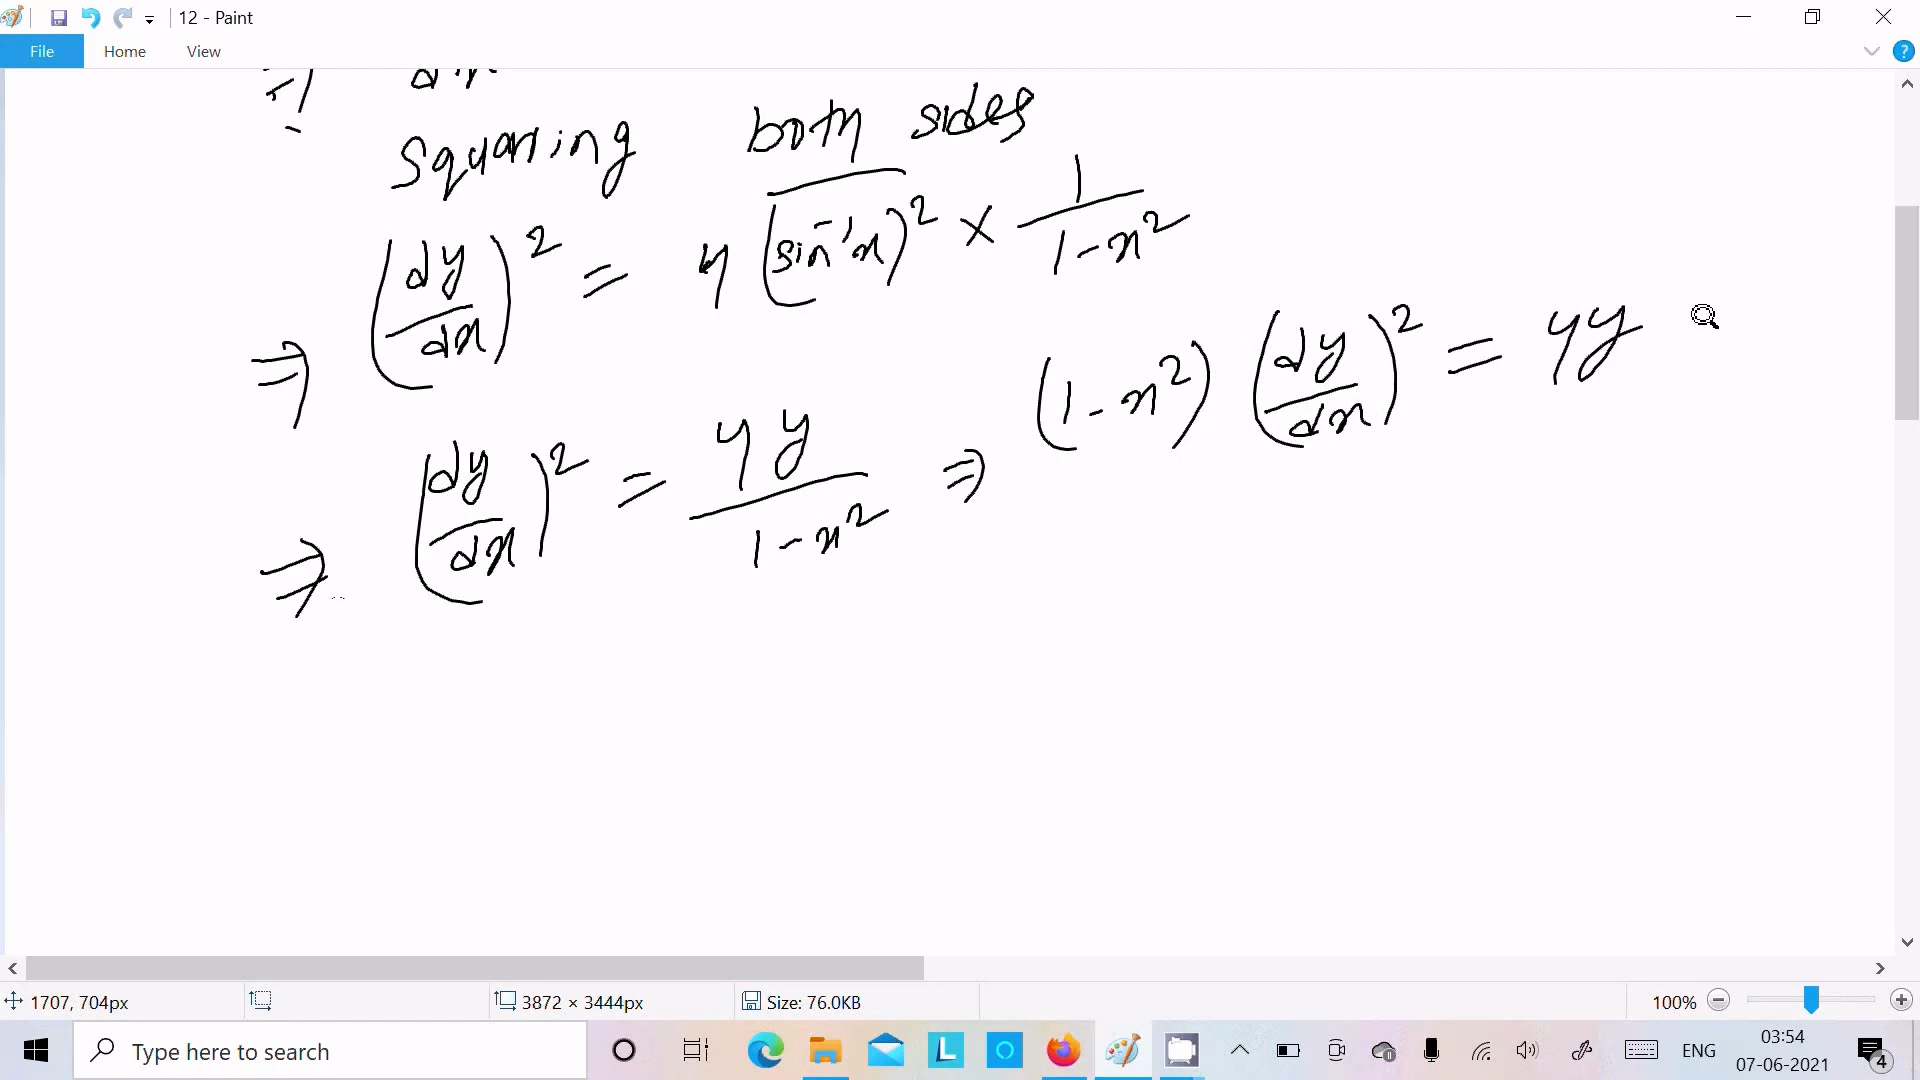 12 - Paint
File Home View
Squaring both sides
⇒ (dy/dx)² = 4 (sin⁻¹x)² × 1/1-x²
⇒ (dy/dx)² = 4y/1-x² ⇒ (1-x²) (dy/dx)² = 4y
1707, 704px 3872 × 3444px Size: 76.0KB 100%
Type here to search L ENG 03:54
07-06-2021 4